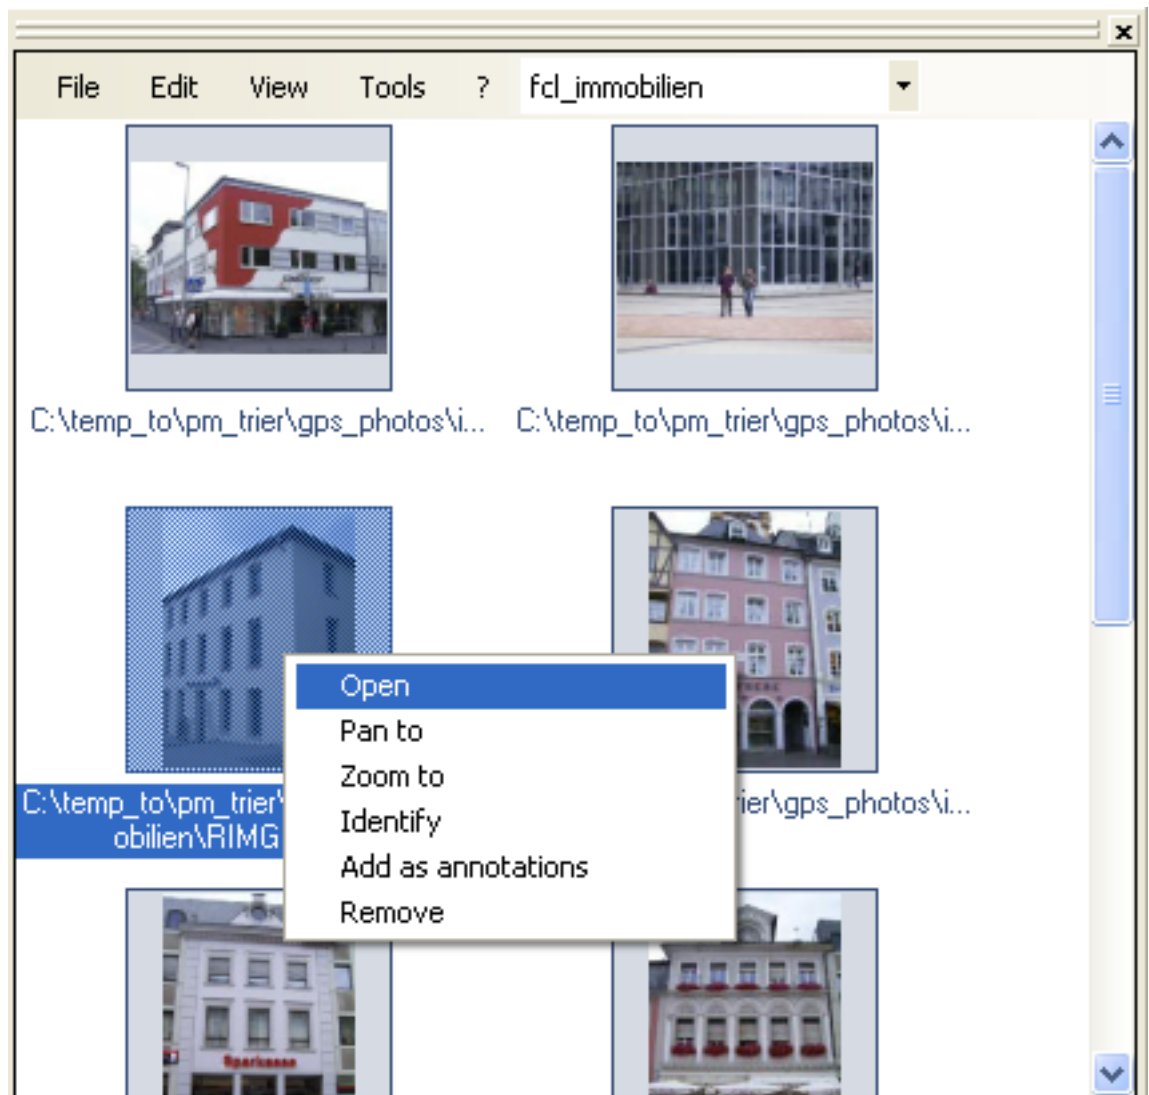 File Edit View Tools ? fcl_immobilien
C:\temp_to\pm_trier\gps_photos\i... C:\temp_to\pm_trier\gps_photos\i...
Open
Pan to
Zoom to
Identify
Add as annotations
Remove
C:\temp_to\pm_trier\
obilien\RIMG
ier\gps_photos\i...
Sparkasse